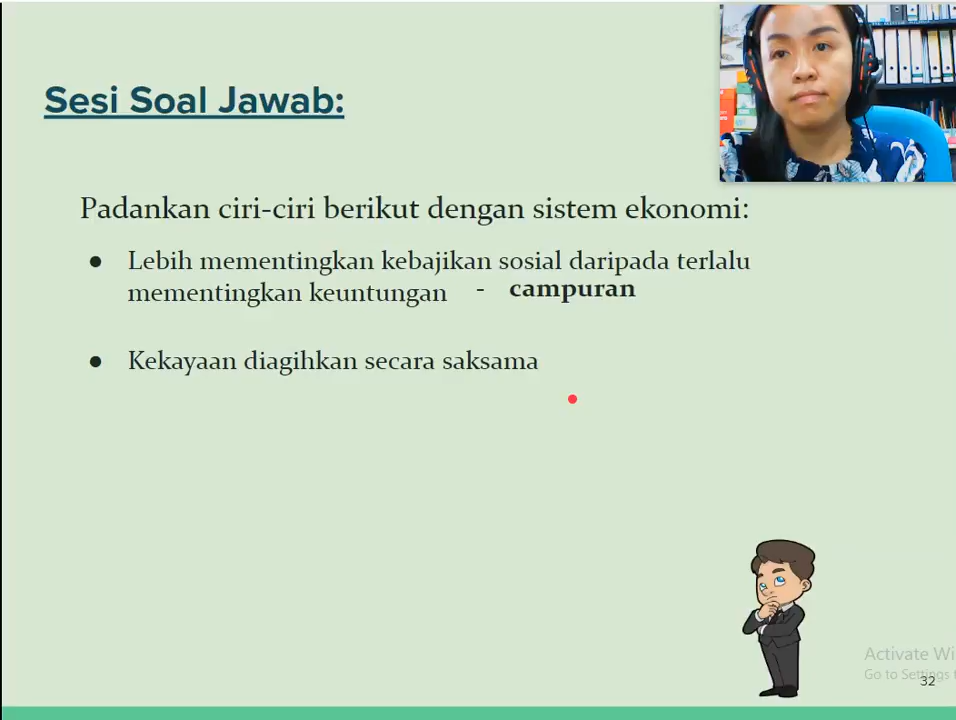 Sesi Soal Jawab:
Padankan ciri-ciri berikut dengan sistem ekonomi:
● Lebih mementingkan kebajikan sosial daripada terlalu
mementingkan keuntungan - campuran
● Kekayaan diagihkan secara saksama
Activate Wi
Go to Settings t
32